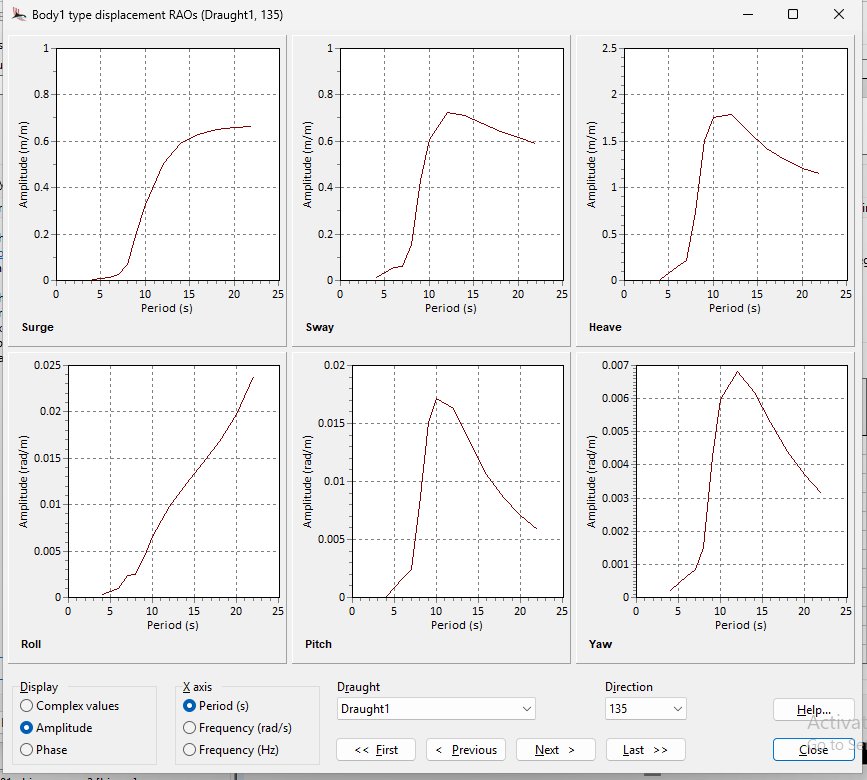 Body1 type displacement RAOs (Draught1, 135)
1
0.8
0.6
0.4
0.2
0
0 5 10 15 20 25
Amplitude (m/m)
Period (s)
Surge
1
0.8
0.6
0.4
0.2
0
0 5 10 15 20 25
Amplitude (m/m)
Period (s)
Sway
2.5
2
1.5
1
0.5
0
0 5 10 15 20 25
Amplitude (m/m)
Period (s)
Heave
0.025
0.02
0.015
0.01
0.005
0
0 5 10 15 20 25
Amplitude (rad/m)
Period (s)
Roll
0.02
0.015
0.01
0.005
0
0 5 10 15 20 25
Amplitude (rad/m)
Period (s)
Pitch
0.007
0.006
0.005
0.004
0.003
0.002
0.001
0
0 5 10 15 20 25
Amplitude (rad/m)
Period (s)
Yaw
Display
Complex values
Amplitude
Phase
X axis
Period (s)
Frequency (rad/s)
Frequency (Hz)
Draught
Draught1
Direction
135
<< First
< Previous
Next >
Last >>
Help...
Close
Activat
Go to Se